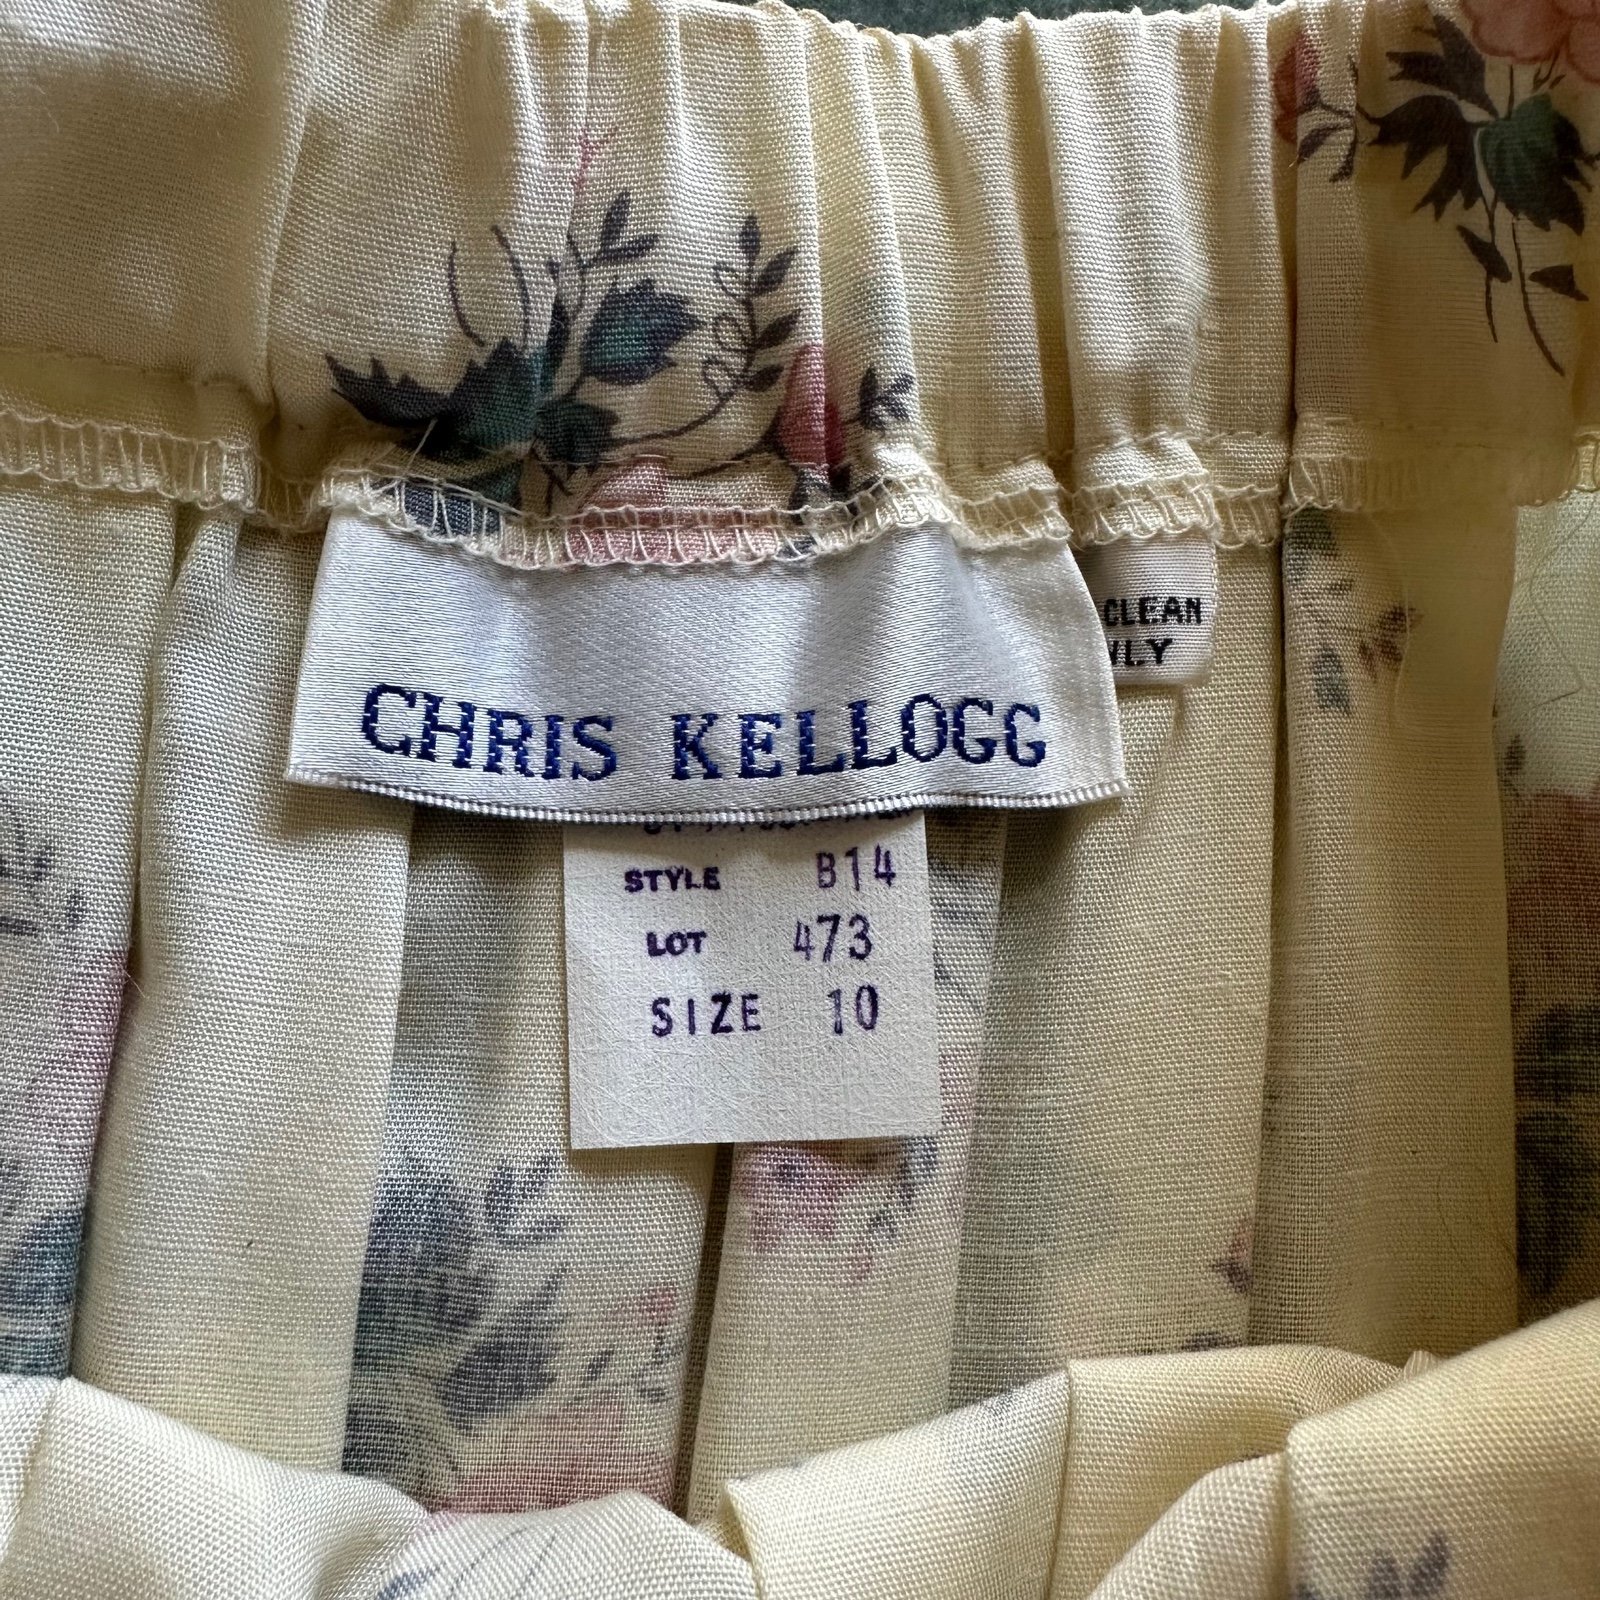 CHRIS KELLOGG
CLEAN
STYLE B14
LOT 473
SIZE 10